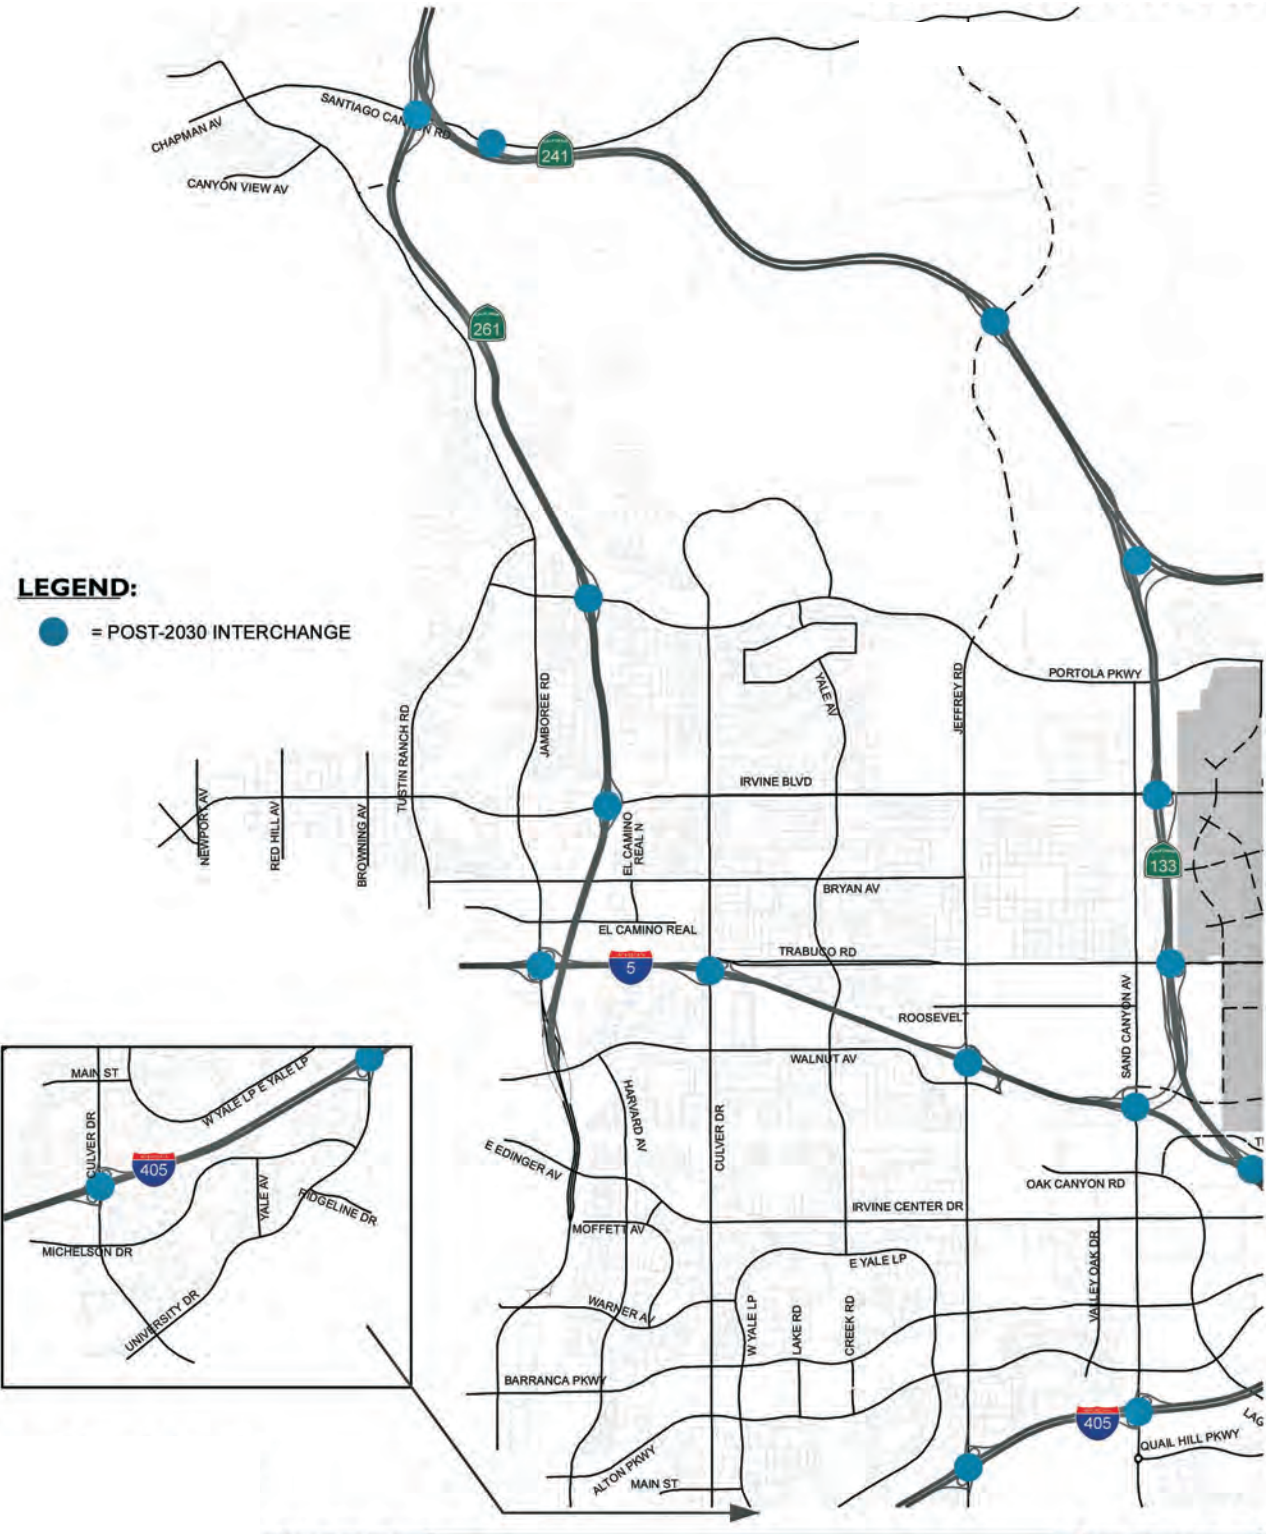 SANTIAGO CANYON RD
CHAPMAN AV
CANYON VIEW AV
241
261
LEGEND:
= POST-2030 INTERCHANGE
PORTOLA PKWY
JEFFREY RD
YALE AV
JAMBOREE RD
TUSTIN RANCH RD
IRVINE BLVD
NEWPORT AV
RED HILL AV
BROWNING AV
EL CAMINO
REAL N
133
BRYAN AV
EL CAMINO REAL
TRABUCO RD
5
SAND CANYON AV
ROOSEVELT
WALNUT AV
HARVARD AV
CULVER DR
E EDINGER AV
OAK CANYON RD
IRVINE CENTER DR
MOFFETT AV
E YALE LP
VALLEY OAK DR
WARNER AV
W YALE LP
LAKE RD
CREEK RD
BARRANCA PKWY
405
LAG
QUAIL HILL PKWY
ALTON PKWY
MAIN ST
MAIN ST
W YALE LP E YALE LP
CULVER DR
405
YALE AV
RIDGELINE DR
MICHELSON DR
UNIVERSITY DR